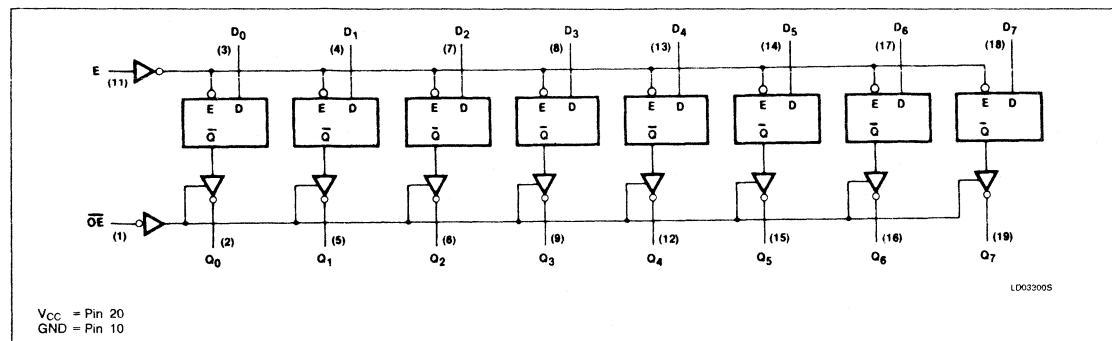 D0 D1 D2 D3 D4 D5 D6 D7
(3) (4) (7) (8) (13) (14) (17) (18)
E
(11)
E D E D E D E D E D E D E D E D
Q̅ Q̅ Q̅ Q̅ Q̅ Q̅ Q̅ Q̅
O̅E̅
(1) (2) (5) (6) (9) (12) (15) (16) (19)
Q0 Q1 Q2 Q3 Q4 Q5 Q6 Q7
LD03300S
VCC = Pin 20
GND = Pin 10